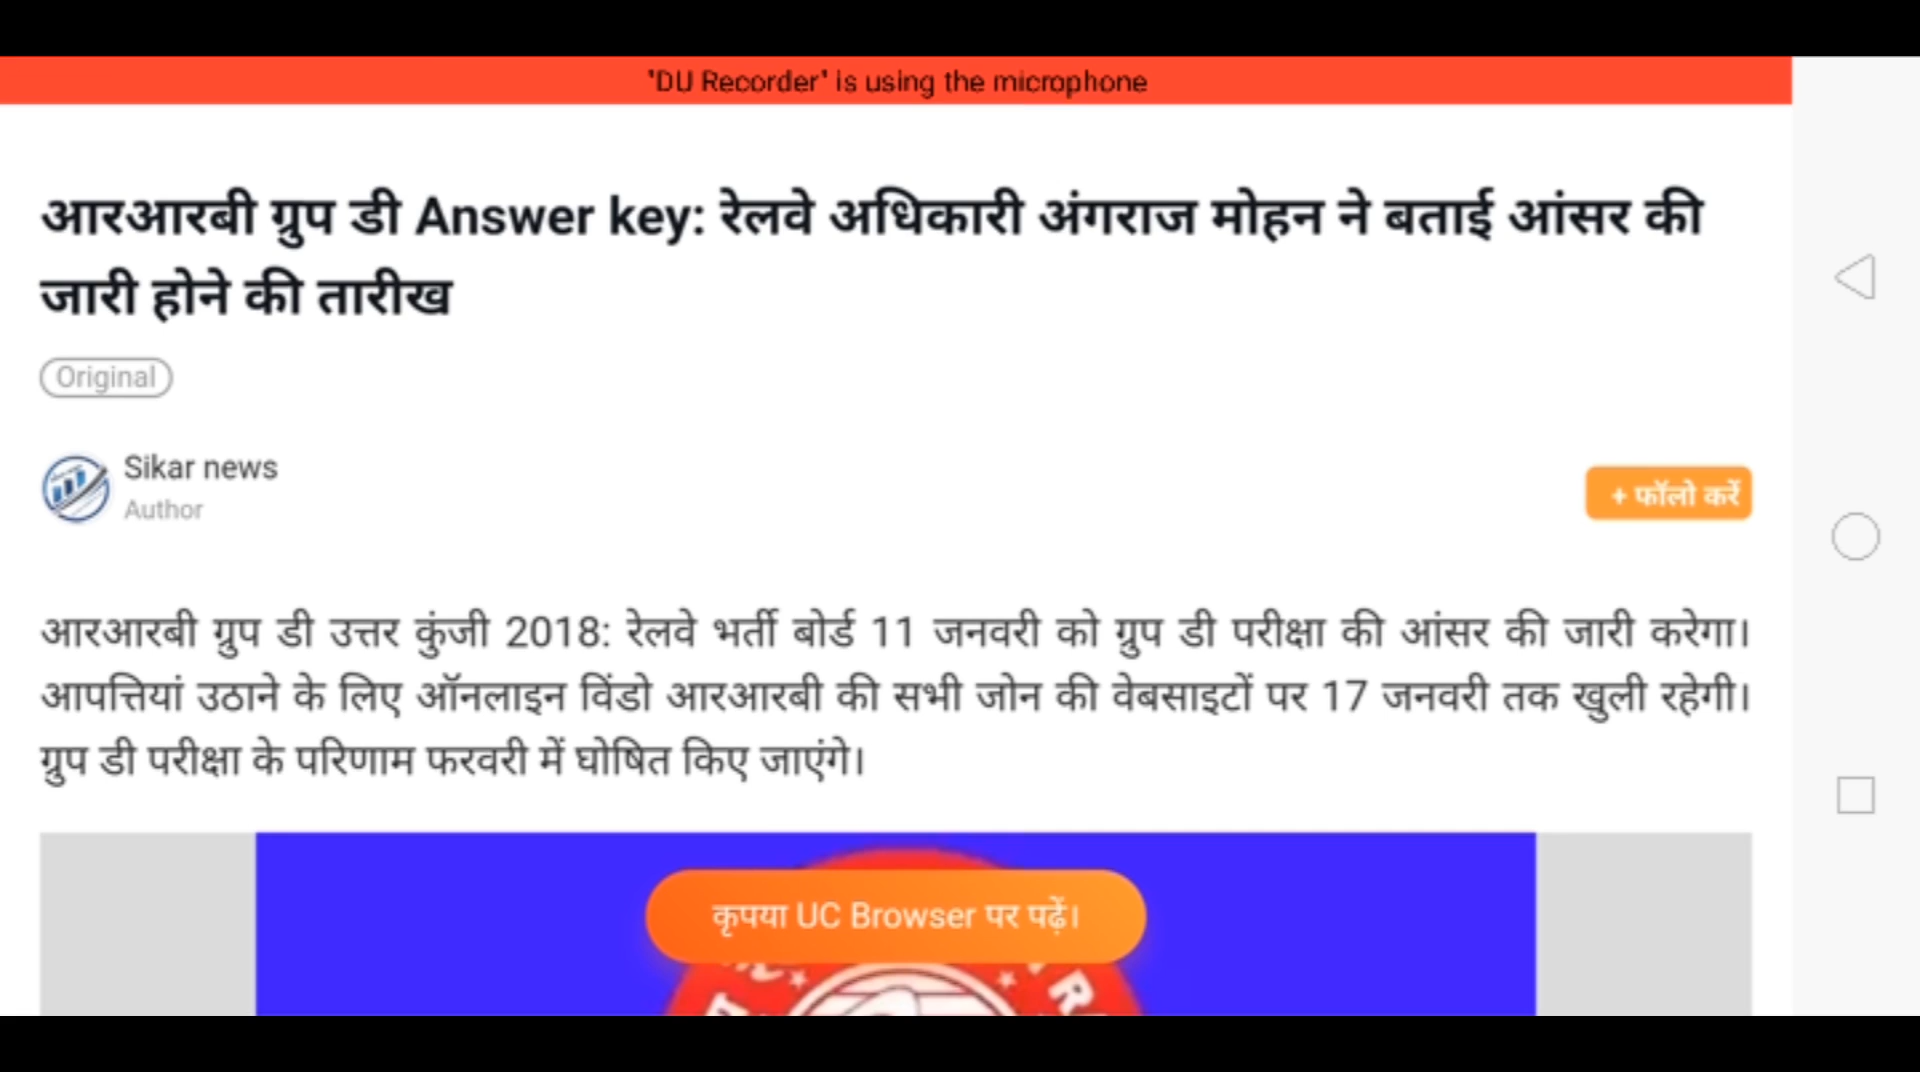 'DU Recorder' is using the microphone
आरआरबी ग्रुप डी Answer key: रेलवे अधिकारी अंगराज मोहन ने बताई आंसर की
जारी होने की तारीख
Original
Sikar news
Author
+ फॉलो करें
आरआरबी ग्रुप डी उत्तर कुंजी 2018: रेलवे भर्ती बोर्ड 11 जनवरी को ग्रुप डी परीक्षा की आंसर की जारी करेगा।
आपत्तियां उठाने के लिए ऑनलाइन विंडो आरआरबी की सभी जोन की वेबसाइटों पर 17 जनवरी तक खुली रहेगी।
ग्रुप डी परीक्षा के परिणाम फरवरी में घोषित किए जाएंगे।
कृपया UC Browser पर पढ़ें।